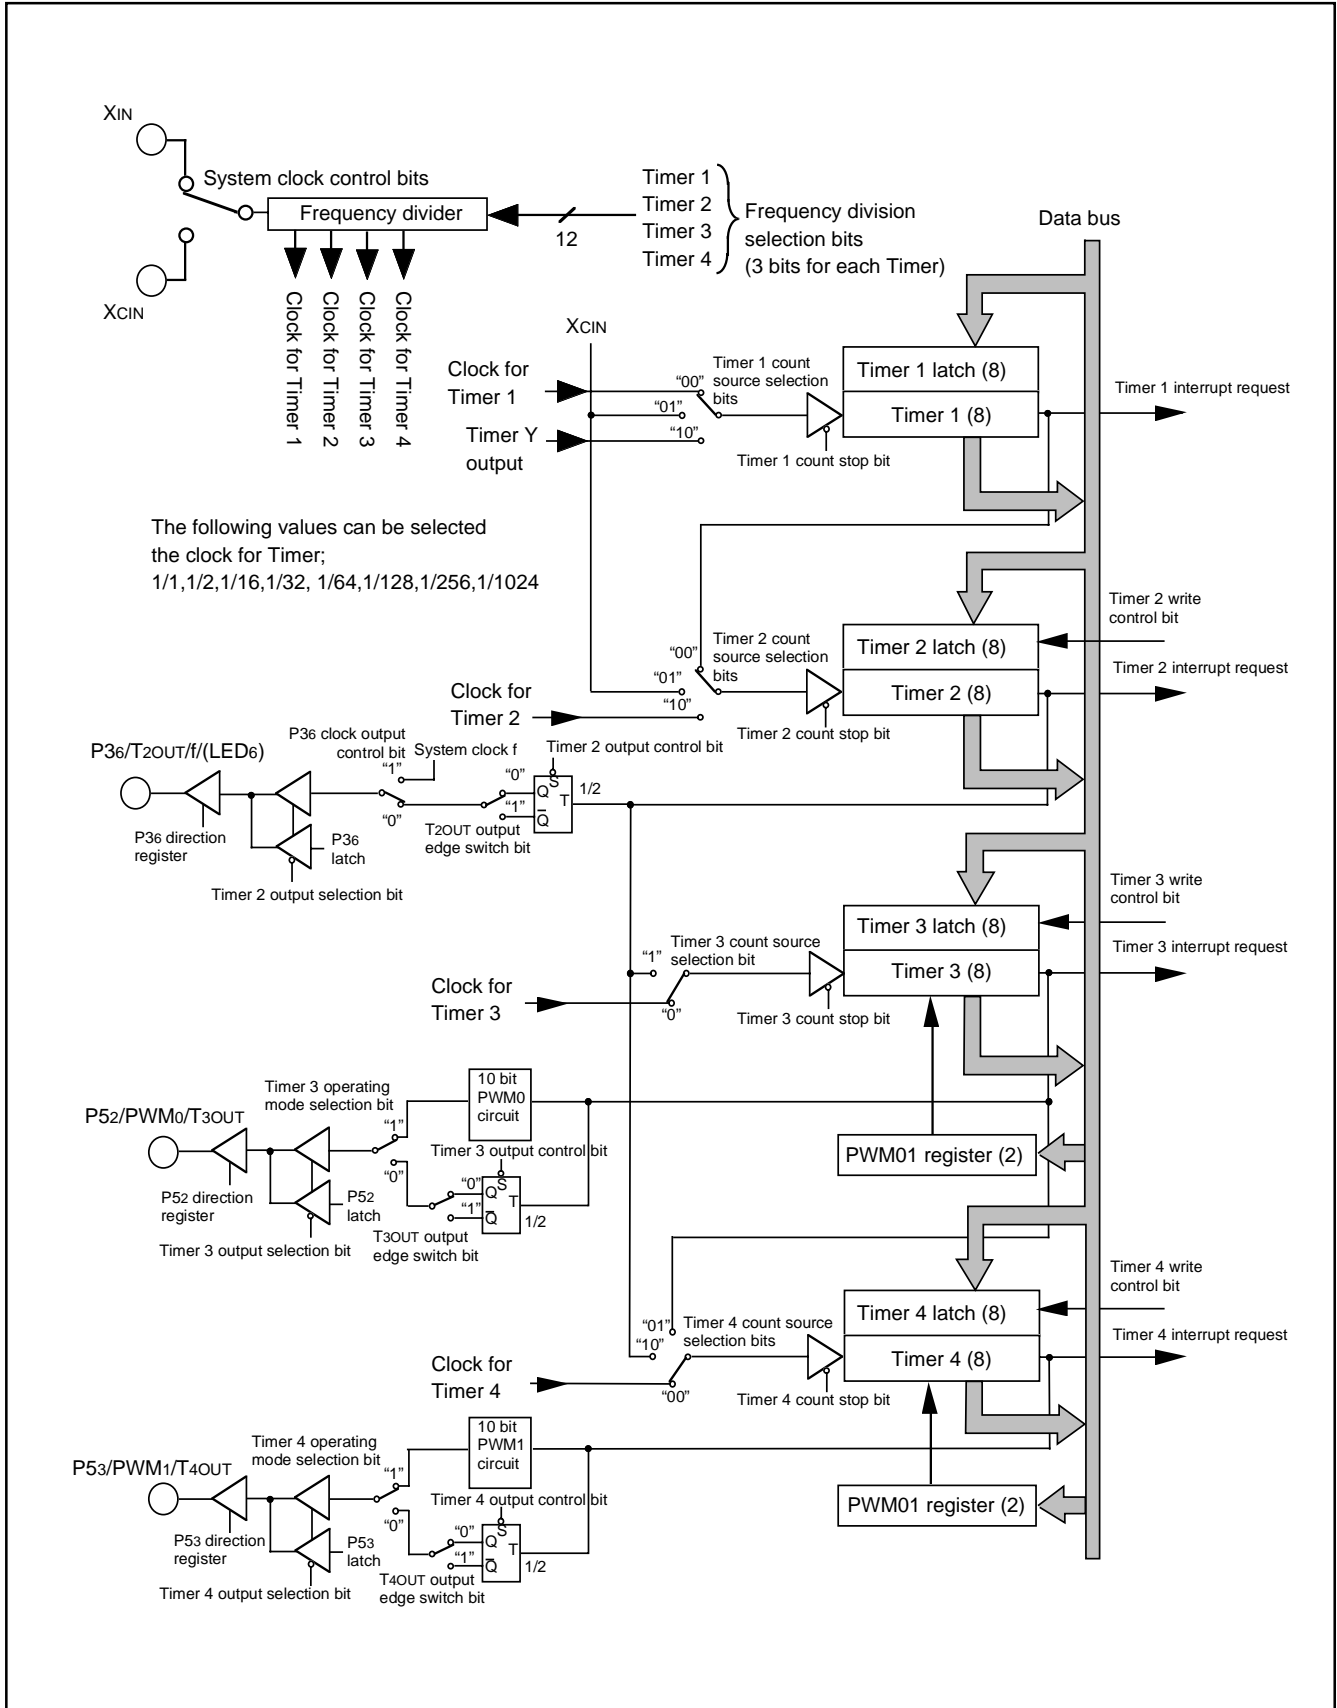 XIN
System clock control bits
Frequency divider
XCIN
12
Timer 1
Timer 2
Timer 3
Timer 4
Frequency division
selection bits
(3 bits for each Timer)
Data bus
Clock for Timer 1
Clock for Timer 2
Clock for Timer 3
Clock for Timer 4
The following values can be selected
the clock for Timer;
1/1,1/2,1/16,1/32, 1/64,1/128,1/256,1/1024
XCIN
Clock for
Timer 1
Timer Y
output
"00"
"01"
"10"
Timer 1 count
source selection
bits
Timer 1 count stop bit
Timer 1 latch (8)
Timer 1 (8)
Timer 1 interrupt request
Clock for
Timer 2
"00"
"01"
"10"
Timer 2 count
source selection
bits
Timer 2 count stop bit
Timer 2 latch (8)
Timer 2 (8)
Timer 2 write
control bit
Timer 2 interrupt request
P36/T2OUT/f/(LED6)
P36 clock output
control bit
System clock f
"1"
"0"
P36 direction
register
P36
latch
Timer 2 output selection bit
Timer 2 output control bit
"0"
"1"
T2OUT output
edge switch bit
Q
S
T
Q̅
1/2
Clock for
Timer 3
"1"
"0"
Timer 3 count source
selection bit
Timer 3 count stop bit
Timer 3 latch (8)
Timer 3 (8)
Timer 3 write
control bit
Timer 3 interrupt request
PWM01 register (2)
P52/PWM0/T3OUT
Timer 3 operating
mode selection bit
"1"
"0"
10 bit
PWM0
circuit
P52 direction
register
P52
latch
Timer 3 output selection bit
Timer 3 output control bit
"0"
"1"
T3OUT output
edge switch bit
Q
S
T
Q̅
1/2
Clock for
Timer 4
"01"
"10"
"00"
Timer 4 count source
selection bits
Timer 4 count stop bit
Timer 4 latch (8)
Timer 4 (8)
Timer 4 write
control bit
Timer 4 interrupt request
PWM01 register (2)
P53/PWM1/T4OUT
Timer 4 operating
mode selection bit
"1"
"0"
10 bit
PWM1
circuit
P53 direction
register
P53
latch
Timer 4 output selection bit
Timer 4 output control bit
"0"
"1"
T4OUT output
edge switch bit
Q
S
T
Q̅
1/2